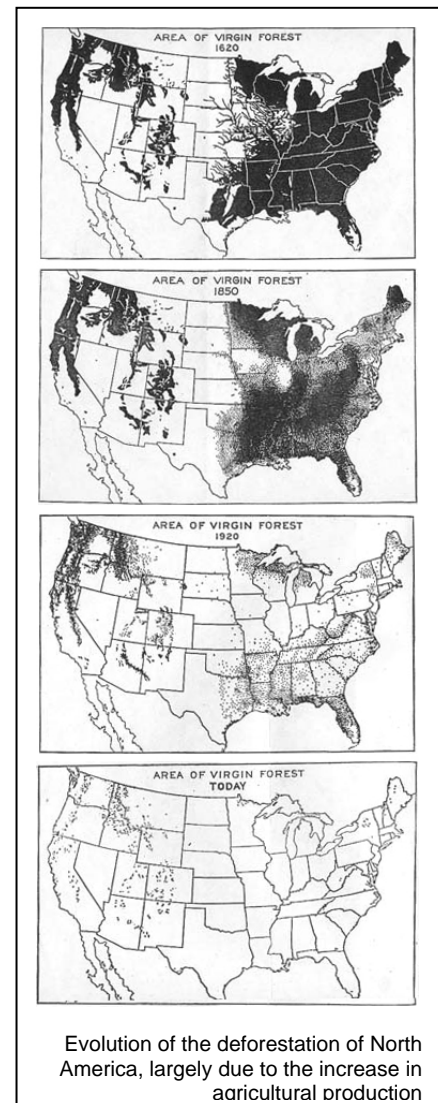 AREA OF VIRGIN FOREST
1620
AREA OF VIRGIN FOREST
1850
AREA OF VIRGIN FOREST
1920
AREA OF VIRGIN FOREST
TODAY
Evolution of the deforestation of North
America, largely due to the increase in
agricultural production